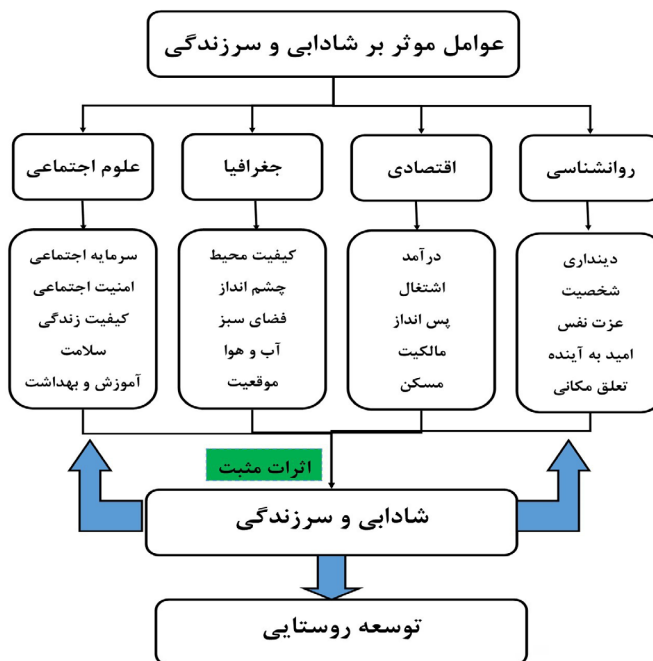 عوامل موثر بر شادابی و سرزندگی
روانشناسی
اقتصادی
جغرافیا
علوم اجتماعی
دینداری
شخصیت
عزت نفس
امید به آینده
تعلق مکانی
درآمد
اشتغال
پس انداز
مالکیت
مسکن
کیفیت محیط
چشم انداز
فضای سبز
آب و هوا
موقعیت
سرمایه اجتماعی
امنیت اجتماعی
کیفیت زندگی
سلامت
آموزش و بهداشت
اثرات مثبت
شادابی و سرزندگی
توسعه روستایی